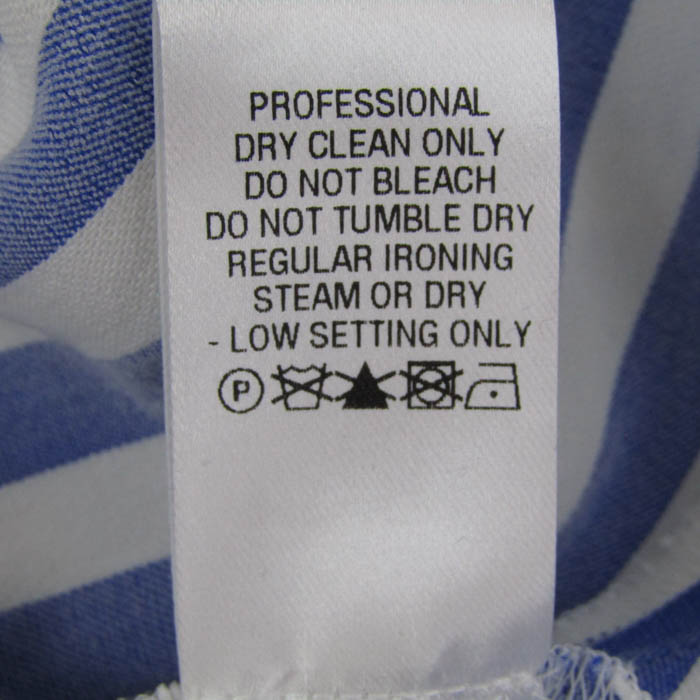 PROFESSIONAL
DRY CLEAN ONLY
DO NOT BLEACH
DO NOT TUMBLE DRY
REGULAR IRONING
STEAM OR DRY
- LOW SETTING ONLY
P